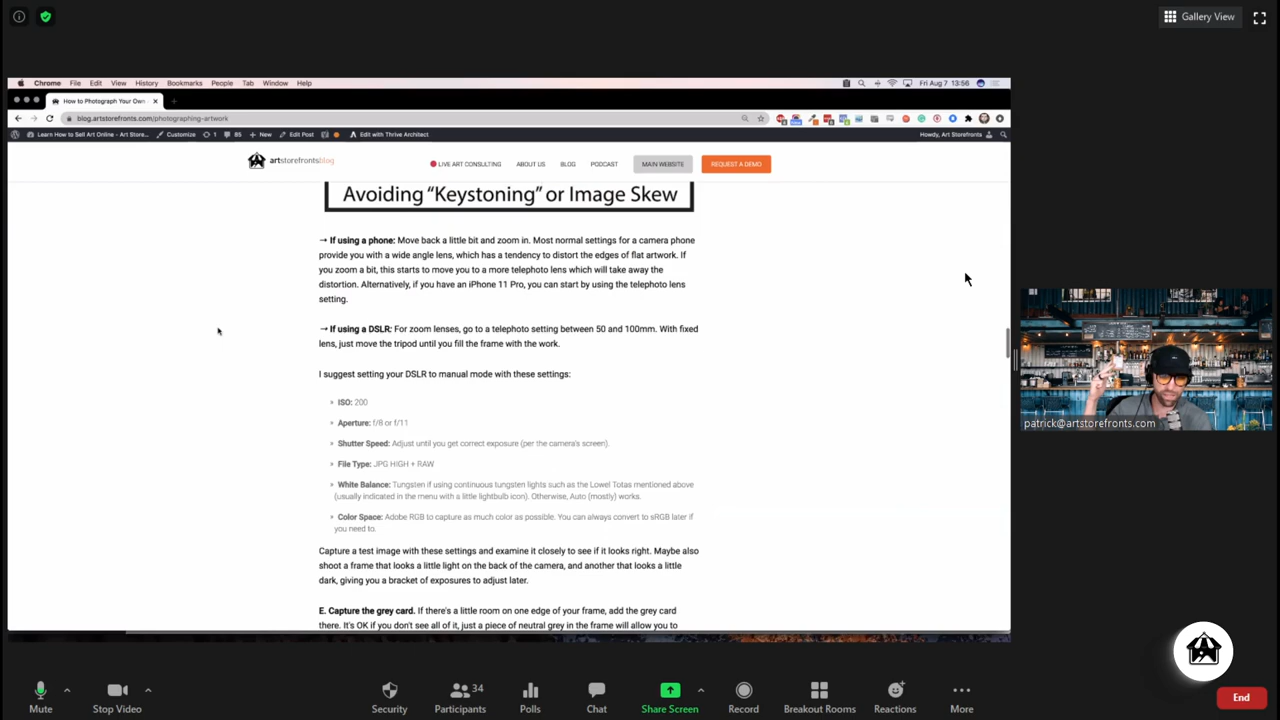 Gallery View
Chrome File Edit View History Bookmarks People Tab Window Help
Fri Aug 7 13:56
How to Photograph Your Own
blog.artstorefronts.com/photographing-artwork
Learn How to Sell Art Online - Art Store... Customize 1 85 New Edit Post Edit with Thrive Architect
Howdy, Art Storefronts
artstorefrontsblog
LIVE ART CONSULTING ABOUT US BLOG PODCAST MAIN WEBSITE REQUEST A DEMO
Avoiding “Keystoning” or Image Skew
→ If using a phone: Move back a little bit and zoom in. Most normal settings for a camera phone
provide you with a wide angle lens, which has a tendency to distort the edges of flat artwork. If
you zoom a bit, this starts to move you to a more telephoto lens which will take away the
distortion. Alternatively, if you have an iPhone 11 Pro, you can start by using the telephoto lens
setting.
→ If using a DSLR: For zoom lenses, go to a telephoto setting between 50 and 100mm. With fixed
lens, just move the tripod until you fill the frame with the work.
I suggest setting your DSLR to manual mode with these settings:
ISO: 200
Aperture: f/8 or f/11
Shutter Speed: Adjust until you get correct exposure (per the camera's screen).
File Type: JPG HIGH + RAW
White Balance: Tungsten if using continuous tungsten lights such as the Lowel Totas mentioned above
(usually indicated in the menu with a little lightbulb icon). Otherwise, Auto (mostly) works.
Color Space: Adobe RGB to capture as much color as possible. You can always convert to sRGB later if
you need to.
Capture a test image with these settings and examine it closely to see if it looks right. Maybe also
shoot a frame that looks a little light on the back of the camera, and another that looks a little
dark, giving you a bracket of exposures to adjust later.
E. Capture the grey card. If there's a little room on one edge of your frame, add the grey card
there. It's OK if you don't see all of it, just a piece of neutral grey in the frame will allow you to
patrick@artstorefronts.com
Mute Stop Video Security Participants 34 Polls Chat Share Screen Record Breakout Rooms Reactions More End